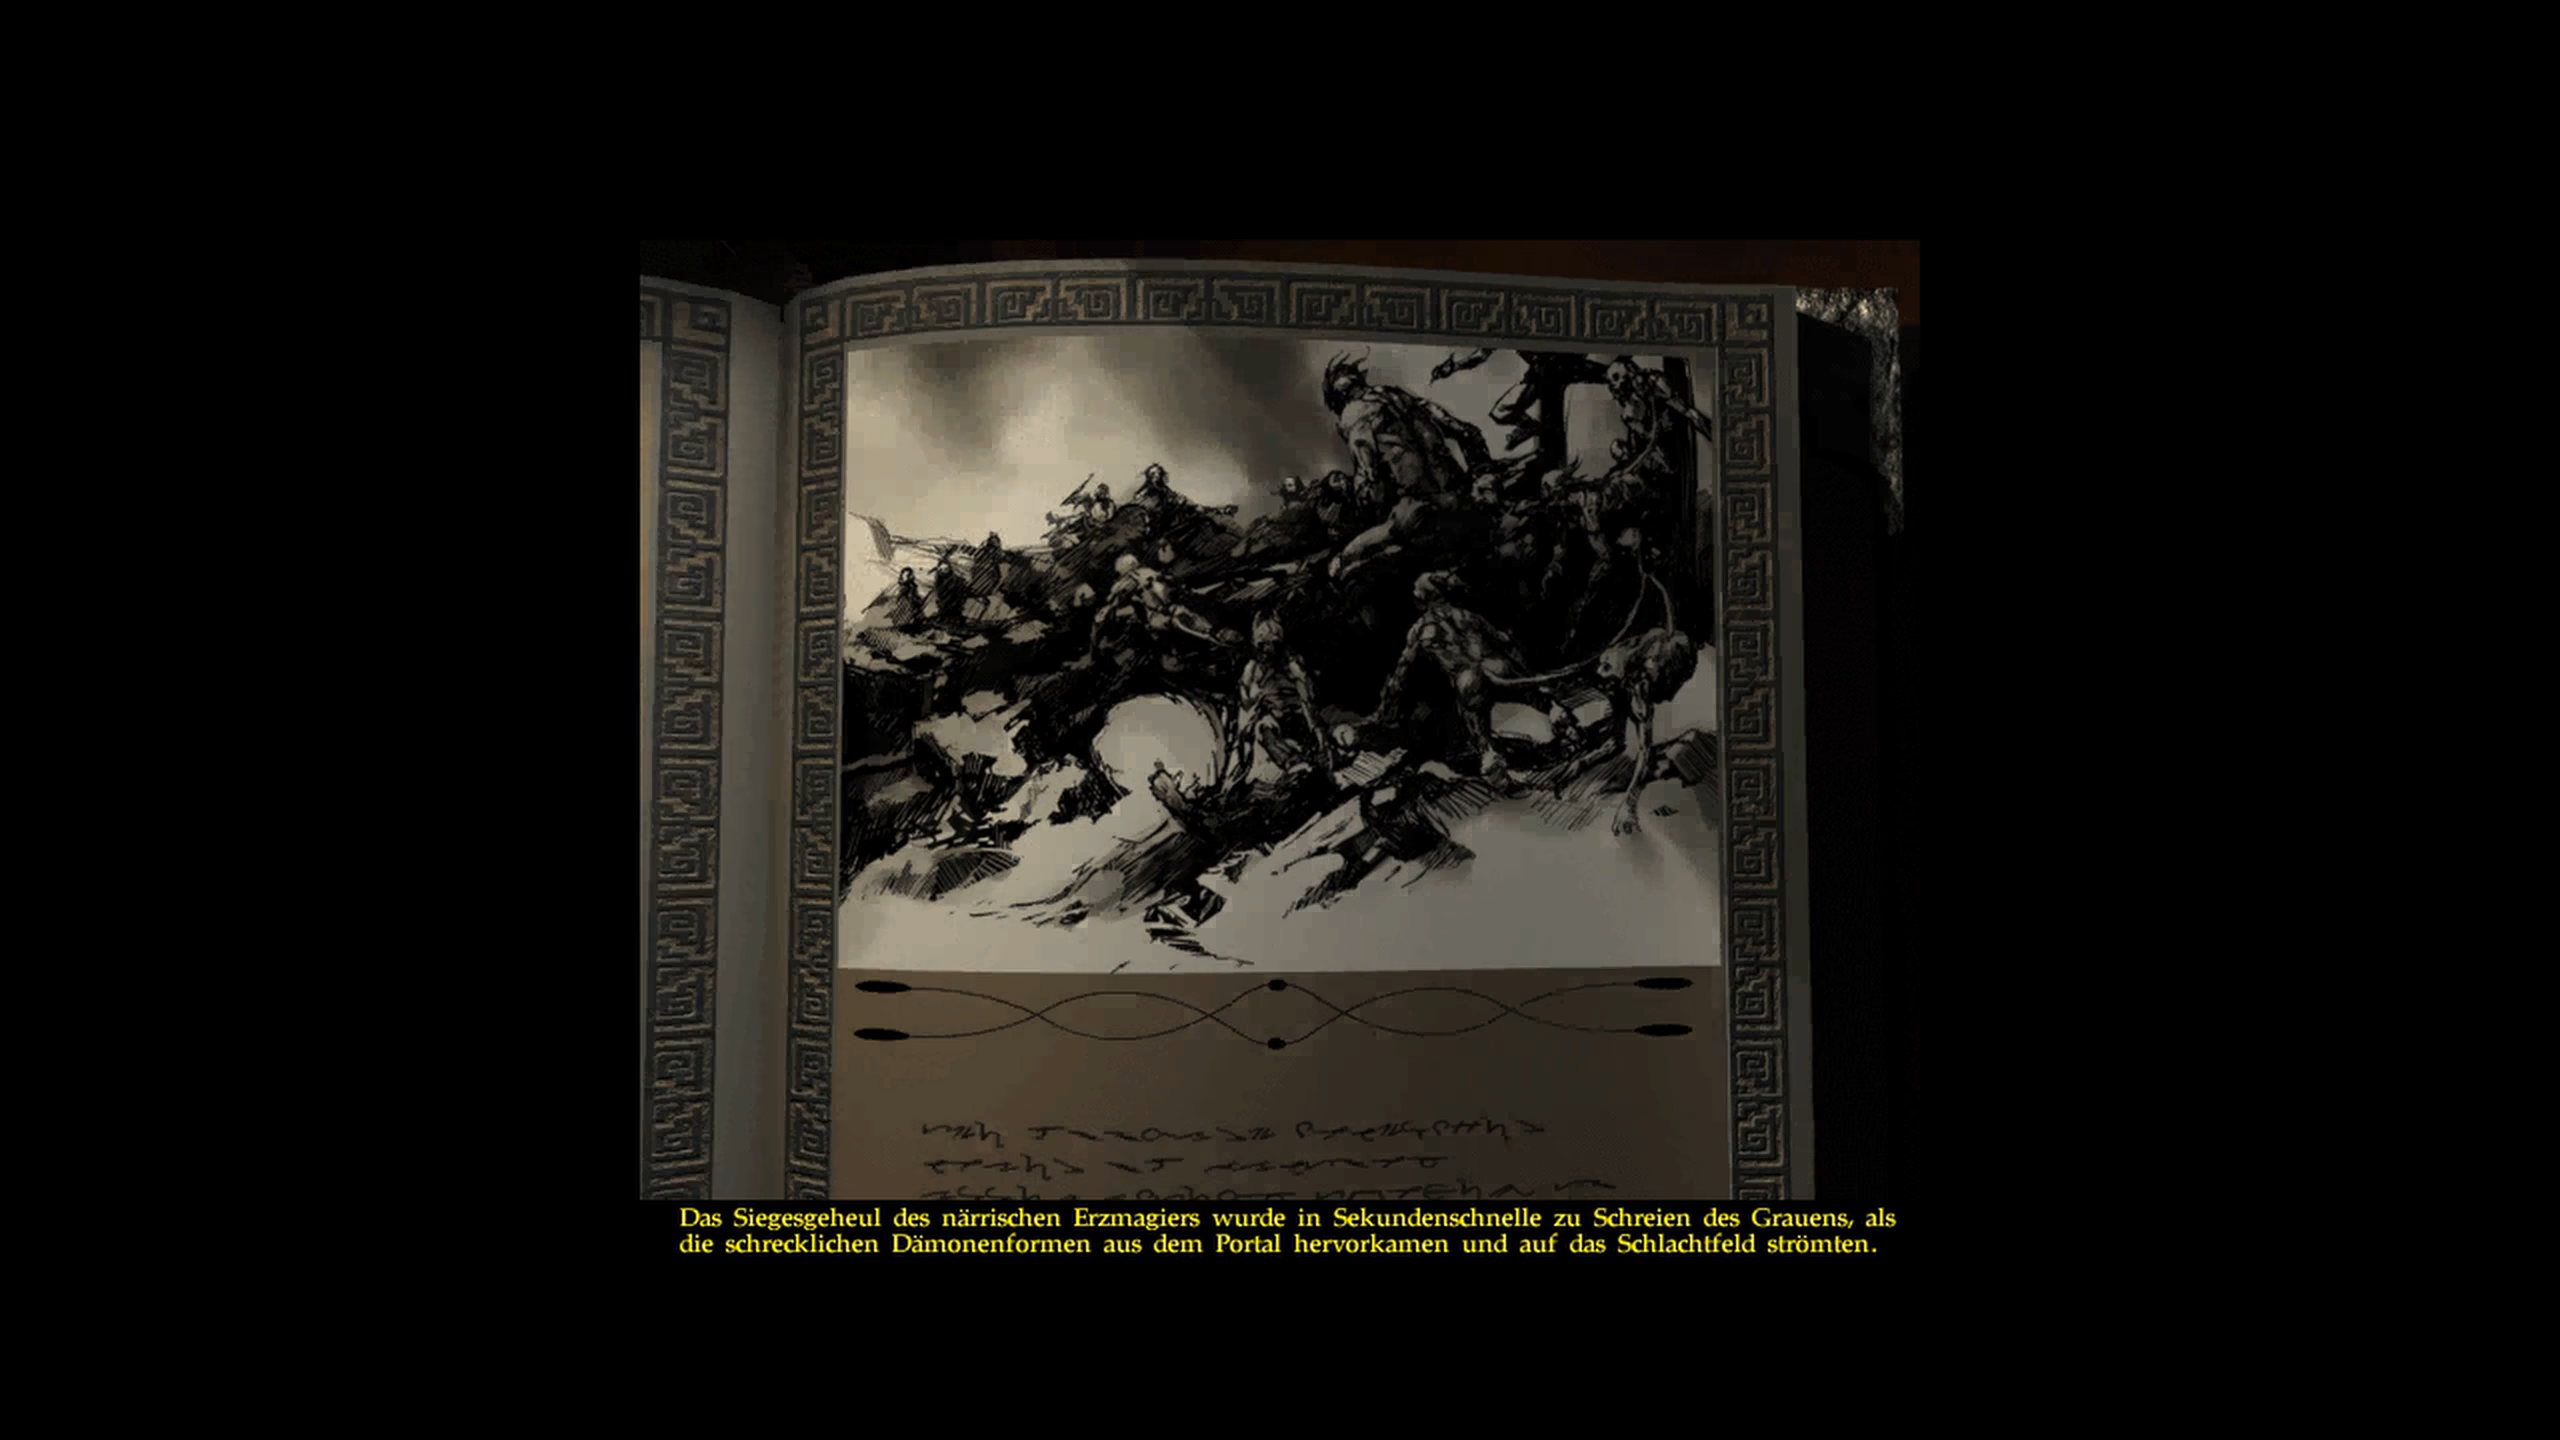 Das Siegesgeheul des närrischen Erzmagiers wurde in Sekundenschnelle zu Schreien des Grauens, als
die schrecklichen Dämonenformen aus dem Portal hervorkamen und auf das Schlachtfeld strömten.